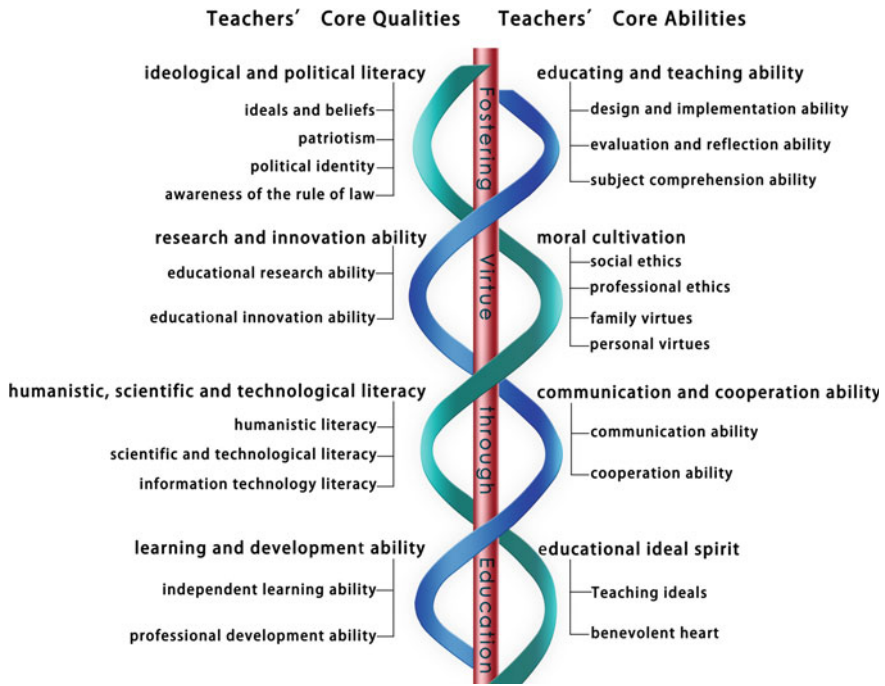 Teachers’ Core Qualities
Teachers’ Core Abilities
ideological and political literacy
ideals and beliefs
patriotism
political identity
awareness of the rule of law
educating and teaching ability
design and implementation ability
evaluation and reflection ability
subject comprehension ability
research and innovation ability
educational research ability
educational innovation ability
moral cultivation
social ethics
professional ethics
family virtues
personal virtues
humanistic, scientific and technological literacy
humanistic literacy
scientific and technological literacy
information technology literacy
communication and cooperation ability
communication ability
cooperation ability
learning and development ability
independent learning ability
professional development ability
educational ideal spirit
Teaching ideals
benevolent heart
Fostering Virtue through Education